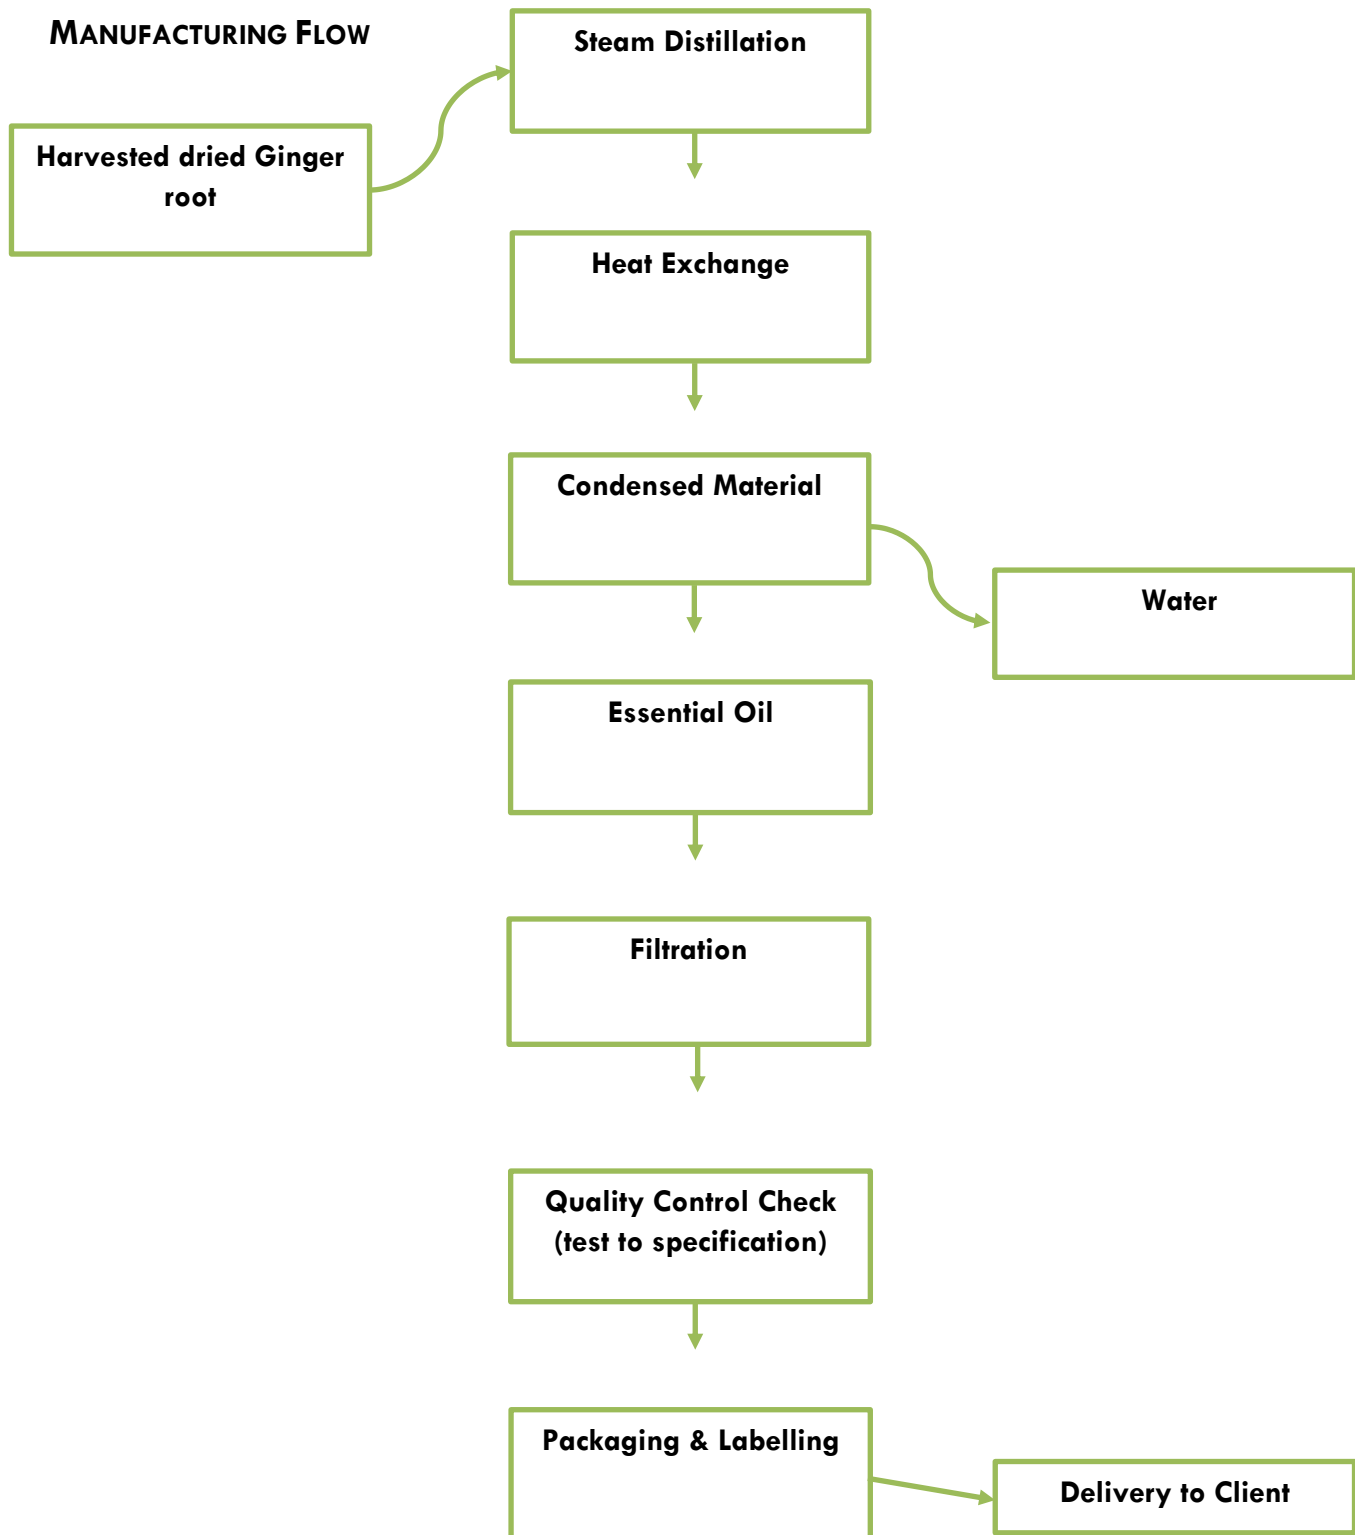 MANUFACTURING FLOW
Harvested dried Ginger
root
Steam Distillation
Heat Exchange
Condensed Material
Water
Essential Oil
Filtration
Quality Control Check
(test to specification)
Packaging & Labelling
Delivery to Client